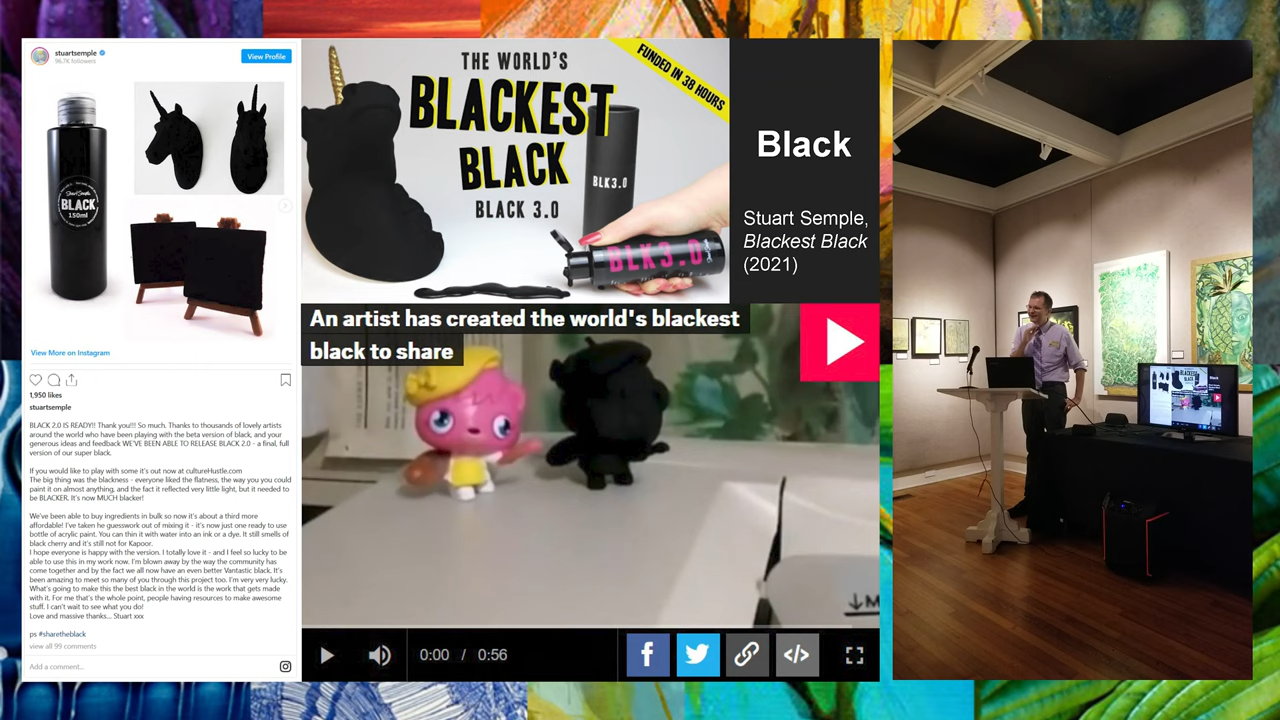 stuartsemple
96.7K followers
View Profile
BLACK
150ml
View More on Instagram
1,950 likes
stuartsemple
BLACK 2.0 IS READY!! Thank you!!! So much. Thanks to thousands of lovely artists
around the world who have been playing with the beta version of black, and your
generous ideas and feedback WE'VE BEEN ABLE TO RELEASE BLACK 2.0 - a final, full
version of our super black.
If you would like to play with some it's out now at cultureHustle.com
The big thing was the blackness - everyone liked the flatness, the way you you could
paint it on almost anything, and the fact it reflected very little light, but it needed to
be BLACKER. It's now MUCH blacker!
We've been able to buy ingredients in bulk so now it's about a third more
affordable! I've taken he guesswork out of mixing it - it's now just one ready to use
bottle of acrylic paint. You can thin it with water into an ink or a dye. It still smells of
black cherry and it's still not for Kapoor.
I hope everyone is happy with the version. I totally love it - and I feel so lucky to be
able to use this in my work now. I'm blown away by the way the community has
come together and by the fact we all now have an even better Vantastic black. It's
been amazing to meet so many of you through this project too. I'm very very lucky.
What's going to make this the best black in the world is the work that gets made
with it. For me that's the whole point, people having resources to make awesome
stuff. I can't wait to see what you do!
Love and massive thanks... Stuart xxx
ps #sharetheblack
view all 99 comments
Add a comment...
THE WORLD'S
BLACKEST
BLACK
BLACK 3.0
FUNDED IN 38 HOURS
BLK3.0
BLK3.0
Black
Stuart Semple,
Blackest Black
(2021)
An artist has created the world's blackest
black to share
0:00 / 0:56